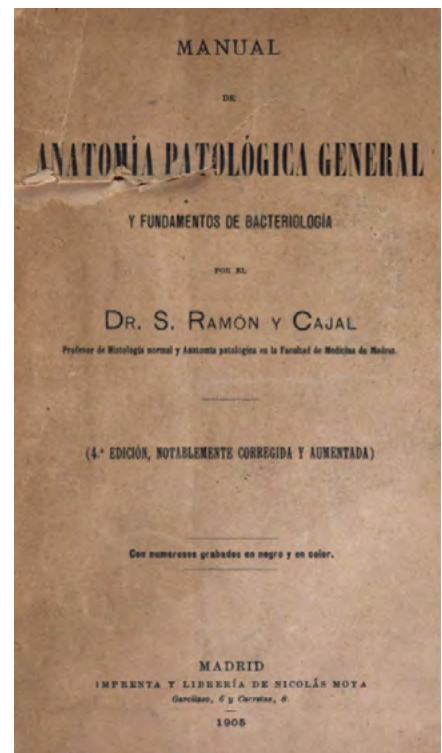 MANUAL
DE
ANATOMÍA PATOLÓGICA GENERAL
Y FUNDAMENTOS DE BACTERIOLOGÍA
POR EL
DR. S. RAMÓN Y CAJAL
Profesor de Histología normal y Anatomía patológica en la Facultad de Medicina de Madrid.
(4.ª EDICIÓN, NOTABLEMENTE CORREGIDA Y AUMENTADA)
Con numerosos grabados en negro y en color.
MADRID
IMPRENTA Y LIBRERÍA DE NICOLÁS MOYA
Garcilaso, 6 y Carretas, 8.
1905